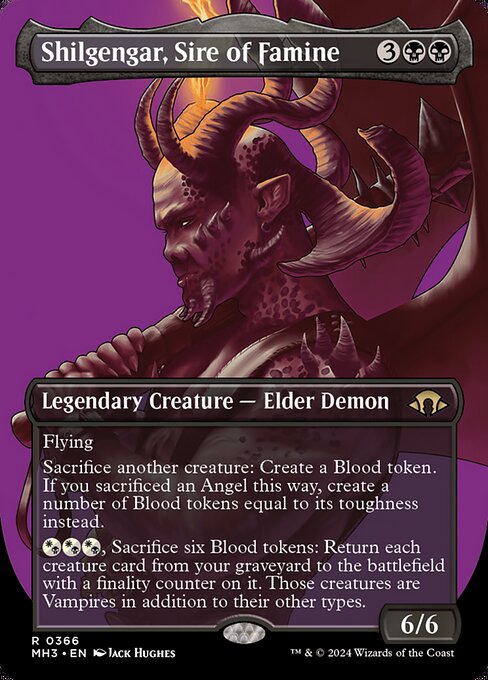 Shilgengar, Sire of Famine 3
Legendary Creature — Elder Demon
Flying
Sacrifice another creature: Create a Blood token.
If you sacrificed an Angel this way, create a
number of Blood tokens equal to its toughness
instead.
, Sacrifice six Blood tokens: Return each
creature card from your graveyard to the battlefield
with a finality counter on it. Those creatures are
Vampires in addition to their other types.
6/6
R 0366
MH3 • EN Jack Hughes
™ & © 2024 Wizards of the Coast